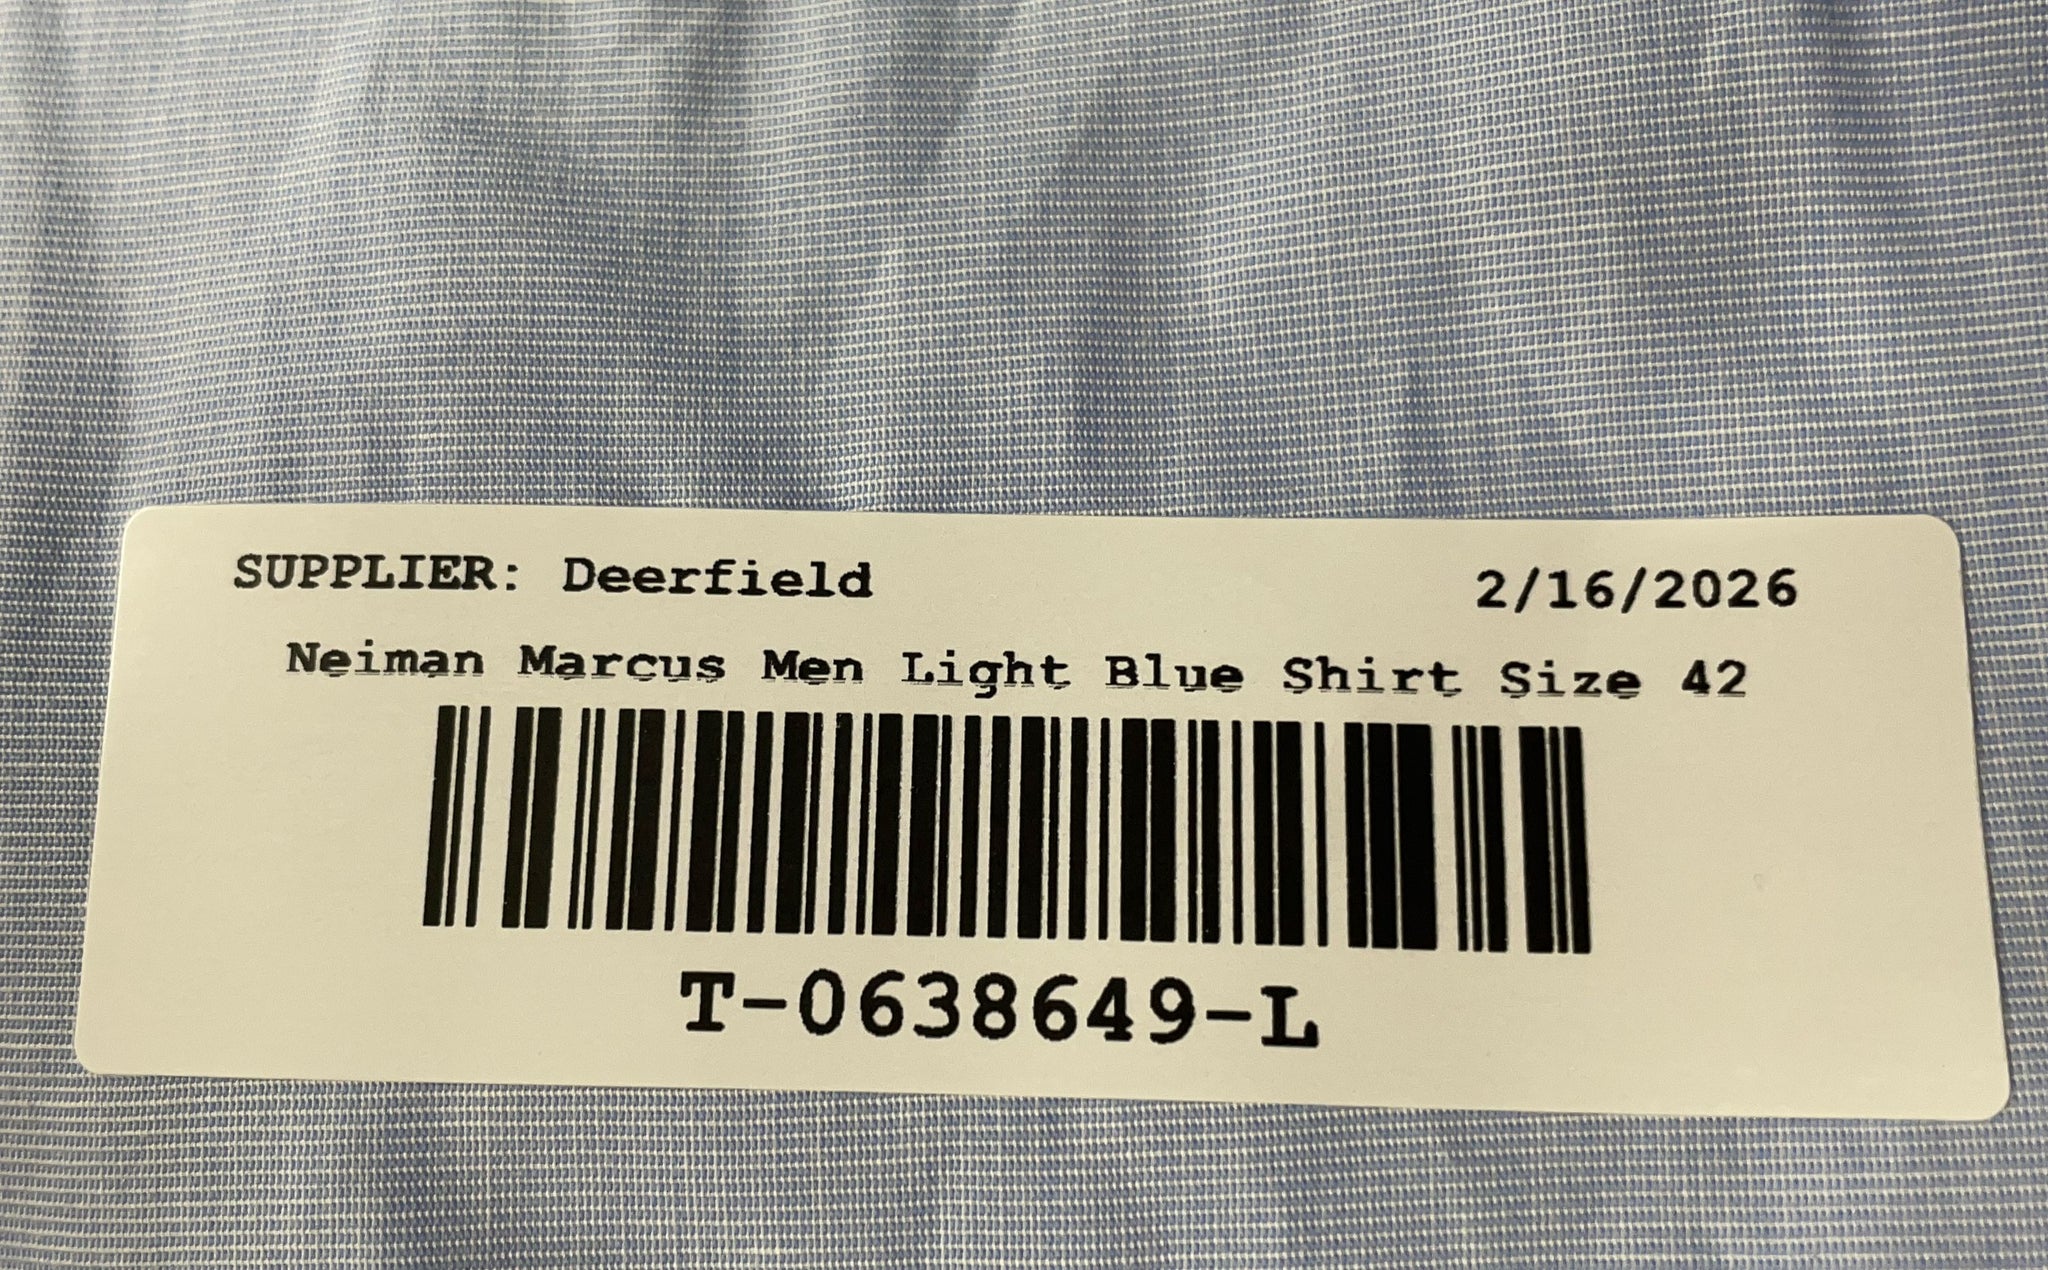 SUPPLIER: Deerfield 2/16/2026
Neiman Marcus Men Light Blue Shirt Size 42
T-0638649-L